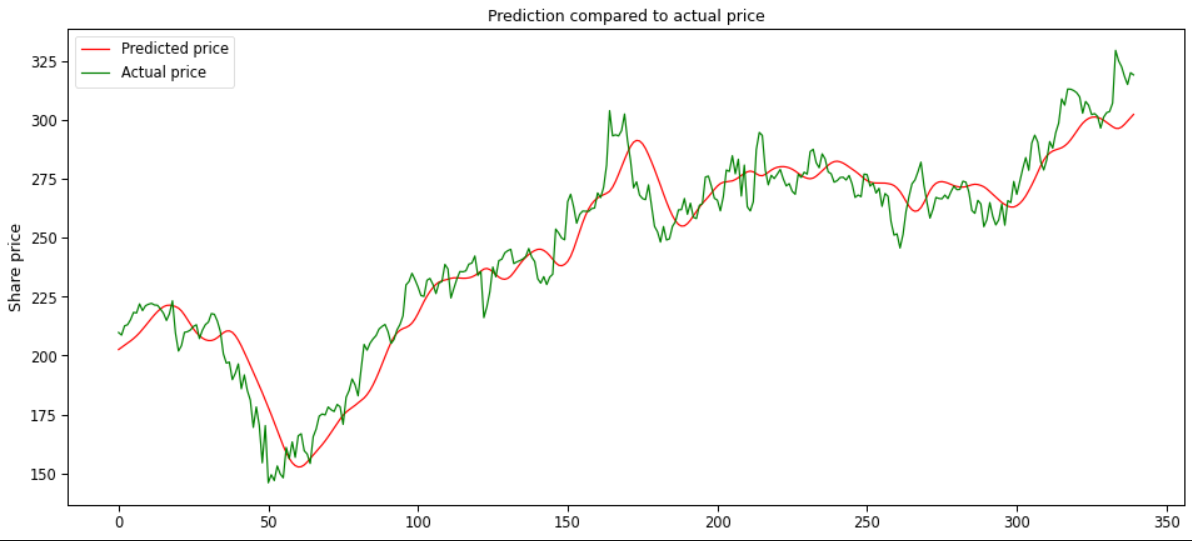 Prediction compared to actual price
Predicted price
Actual price
Share price
325
300
275
250
225
200
175
150
0 50 100 150 200 250 300 350